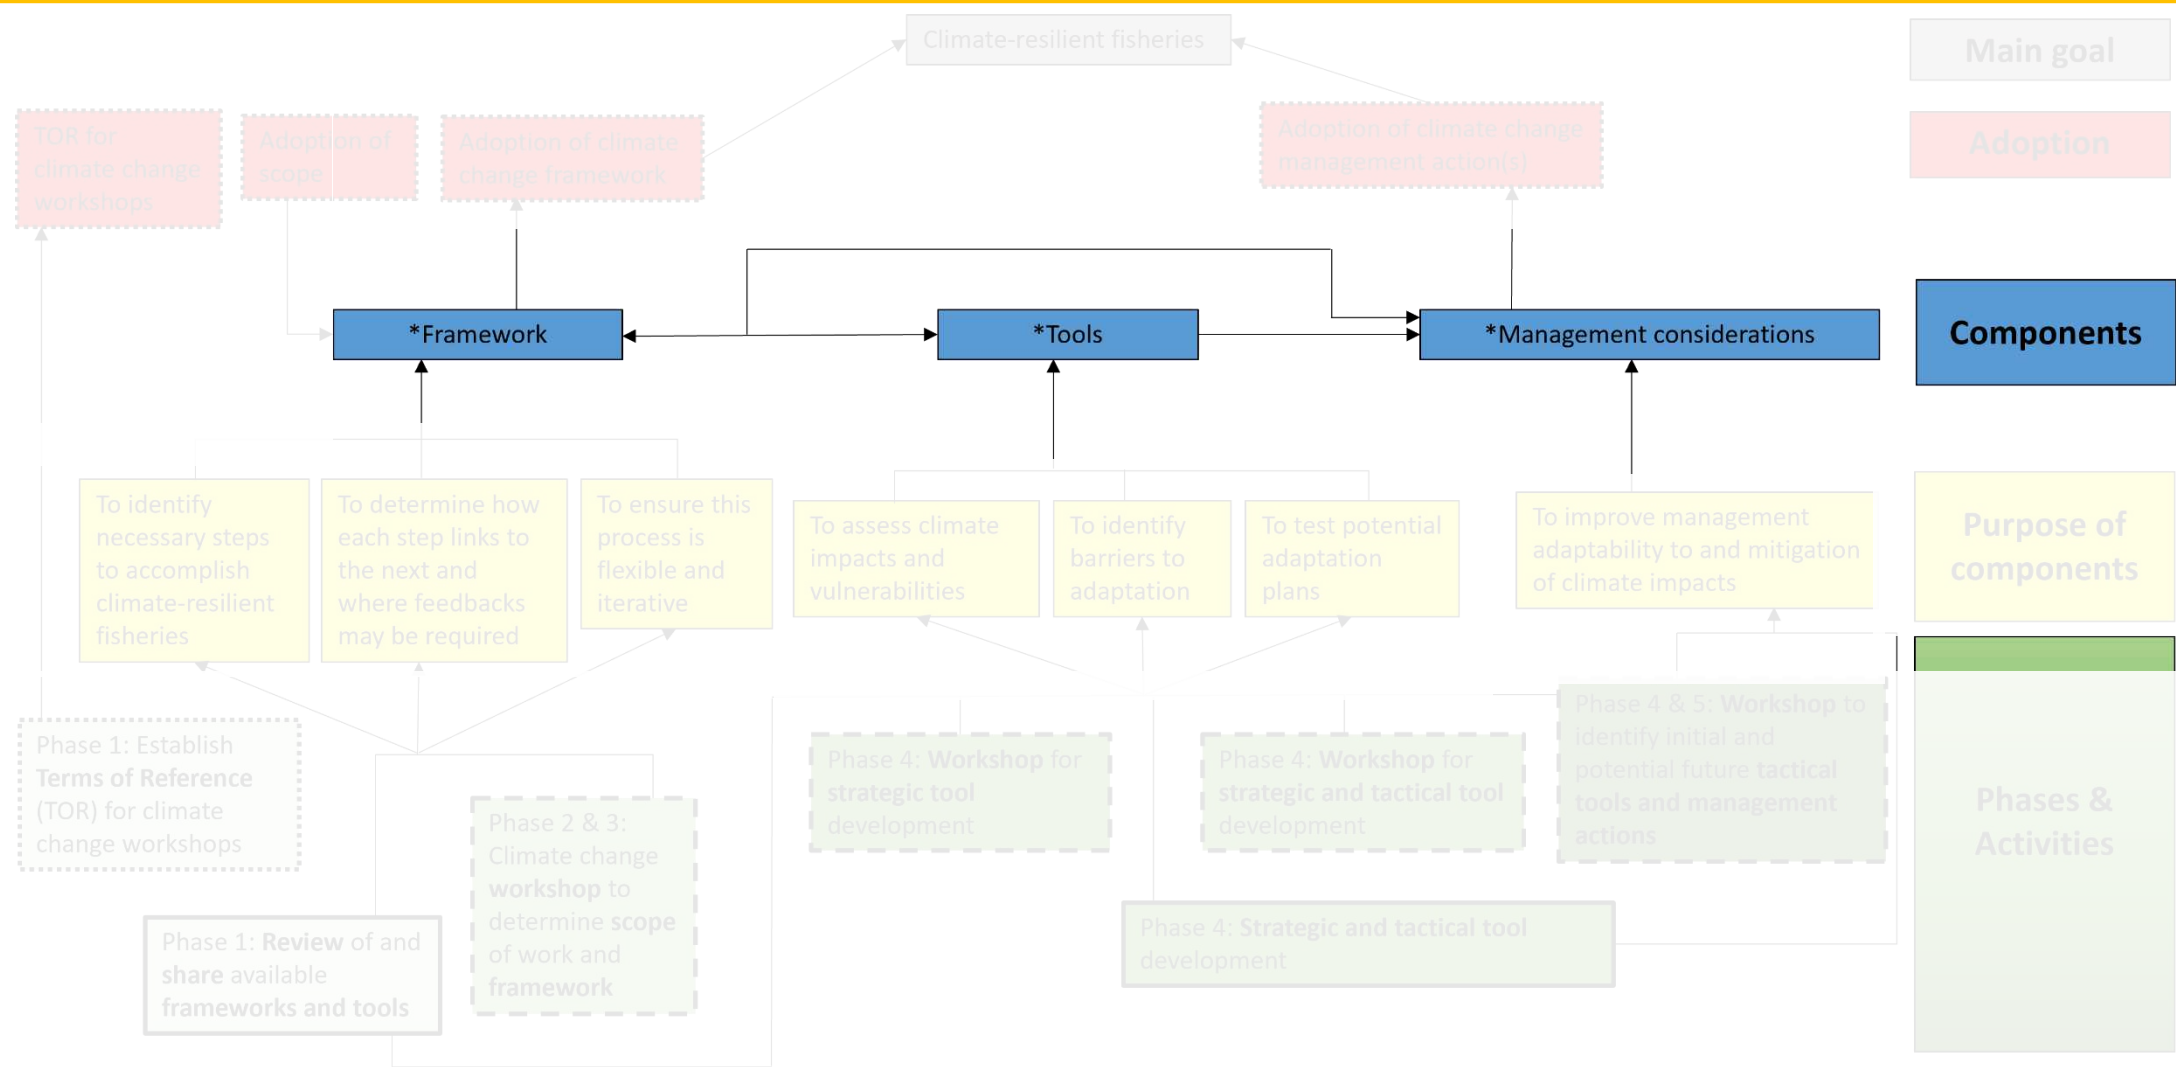 Climate-resilient fisheries
Main goal
TOR for
climate change
workshops
Adoption of
scope
Adoption of climate
change framework
Adoption of climate change
management action(s)
Adoption
*Framework
*Tools
*Management considerations
Components
To identify
necessary steps
to accomplish
climate-resilient
fisheries
To determine how
each step links to
the next and
where feedbacks
may be required
To ensure this
process is
flexible and
iterative
To assess climate
impacts and
vulnerabilities
To identify
barriers to
adaptation
To test potential
adaptation
plans
To improve management
adaptability to and mitigation
of climate impacts
Purpose of
components
Phase 1: Establish
Terms of Reference
(TOR) for climate
change workshops
Phase 1: Review of and
share available
frameworks and tools
Phase 2 & 3:
Climate change
workshop to
determine scope
of work and
framework
Phase 4: Workshop for
strategic tool
development
Phase 4: Workshop for
strategic and tactical tool
development
Phase 4 & 5: Workshop to
identify initial and
potential future tactical
tools and management
actions
Phase 4: Strategic and tactical tool
development
Phases &
Activities